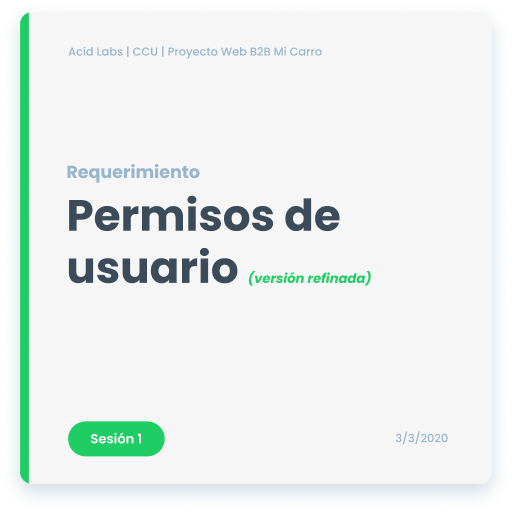 Acid Labs | CCU | Proyecto Web B2B Mi Carro
Requerimiento
Permisos de
usuario (versión refinada)
Sesión 1
3/3/2020